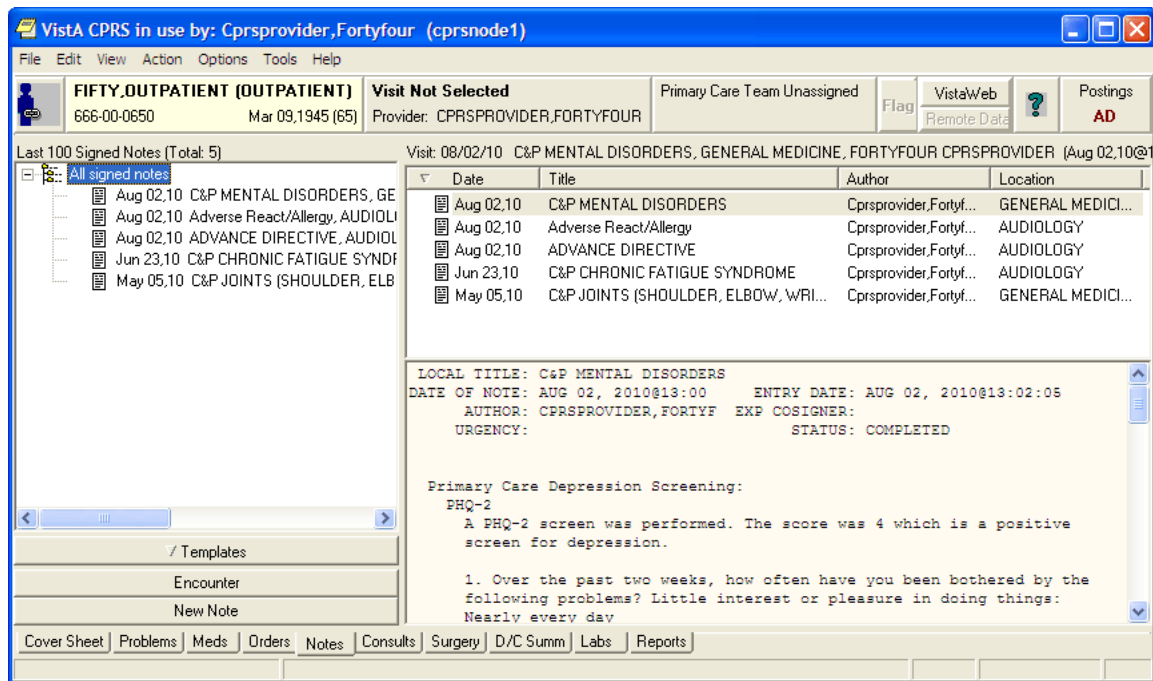 VistA CPRS in use by: Cprsprovider,Fortyfour (cprsnode1)
File Edit View Action Options Tools Help
FIFTY,OUTPATIENT (OUTPATIENT) Visit Not Selected Primary Care Team Unassigned Flag VistaWeb ? Postings
666-00-0650 Mar 09,1945 (65) Provider: CPRSPROVIDER,FORTYFOUR Remote Data AD
Last 100 Signed Notes (Total: 5) Visit: 08/02/10 C&P MENTAL DISORDERS, GENERAL MEDICINE, FORTYFOUR CPRSPROVIDER (Aug 02,10@1
All signed notes
Aug 02,10 C&P MENTAL DISORDERS, GE
Aug 02,10 Adverse React/Allergy, AUDIOL
Aug 02,10 ADVANCE DIRECTIVE, AUDIOL
Jun 23,10 C&P CHRONIC FATIGUE SYNDR
May 05,10 C&P JOINTS (SHOULDER, ELB
Date Title Author Location
Aug 02,10 C&P MENTAL DISORDERS Cprsprovider,Fortyf... GENERAL MEDICI...
Aug 02,10 Adverse React/Allergy Cprsprovider,Fortyf... AUDIOLOGY
Aug 02,10 ADVANCE DIRECTIVE Cprsprovider,Fortyf... AUDIOLOGY
Jun 23,10 C&P CHRONIC FATIGUE SYNDROME Cprsprovider,Fortyf... AUDIOLOGY
May 05,10 C&P JOINTS (SHOULDER, ELBOW, WRI... Cprsprovider,Fortyf... GENERAL MEDICI...
LOCAL TITLE: C&P MENTAL DISORDERS
DATE OF NOTE: AUG 02, 2010@13:00 ENTRY DATE: AUG 02, 2010@13:02:05
AUTHOR: CPRSPROVIDER,FORTYF EXP COSIGNER:
URGENCY: STATUS: COMPLETED
Primary Care Depression Screening:
PHQ-2
A PHQ-2 screen was performed. The score was 4 which is a positive
screen for depression.
1. Over the past two weeks, how often have you been bothered by the
following problems? Little interest or pleasure in doing things:
Nearly every day
Templates
Encounter
New Note
Cover Sheet Problems Meds Orders Notes Consults Surgery D/C Summ Labs Reports